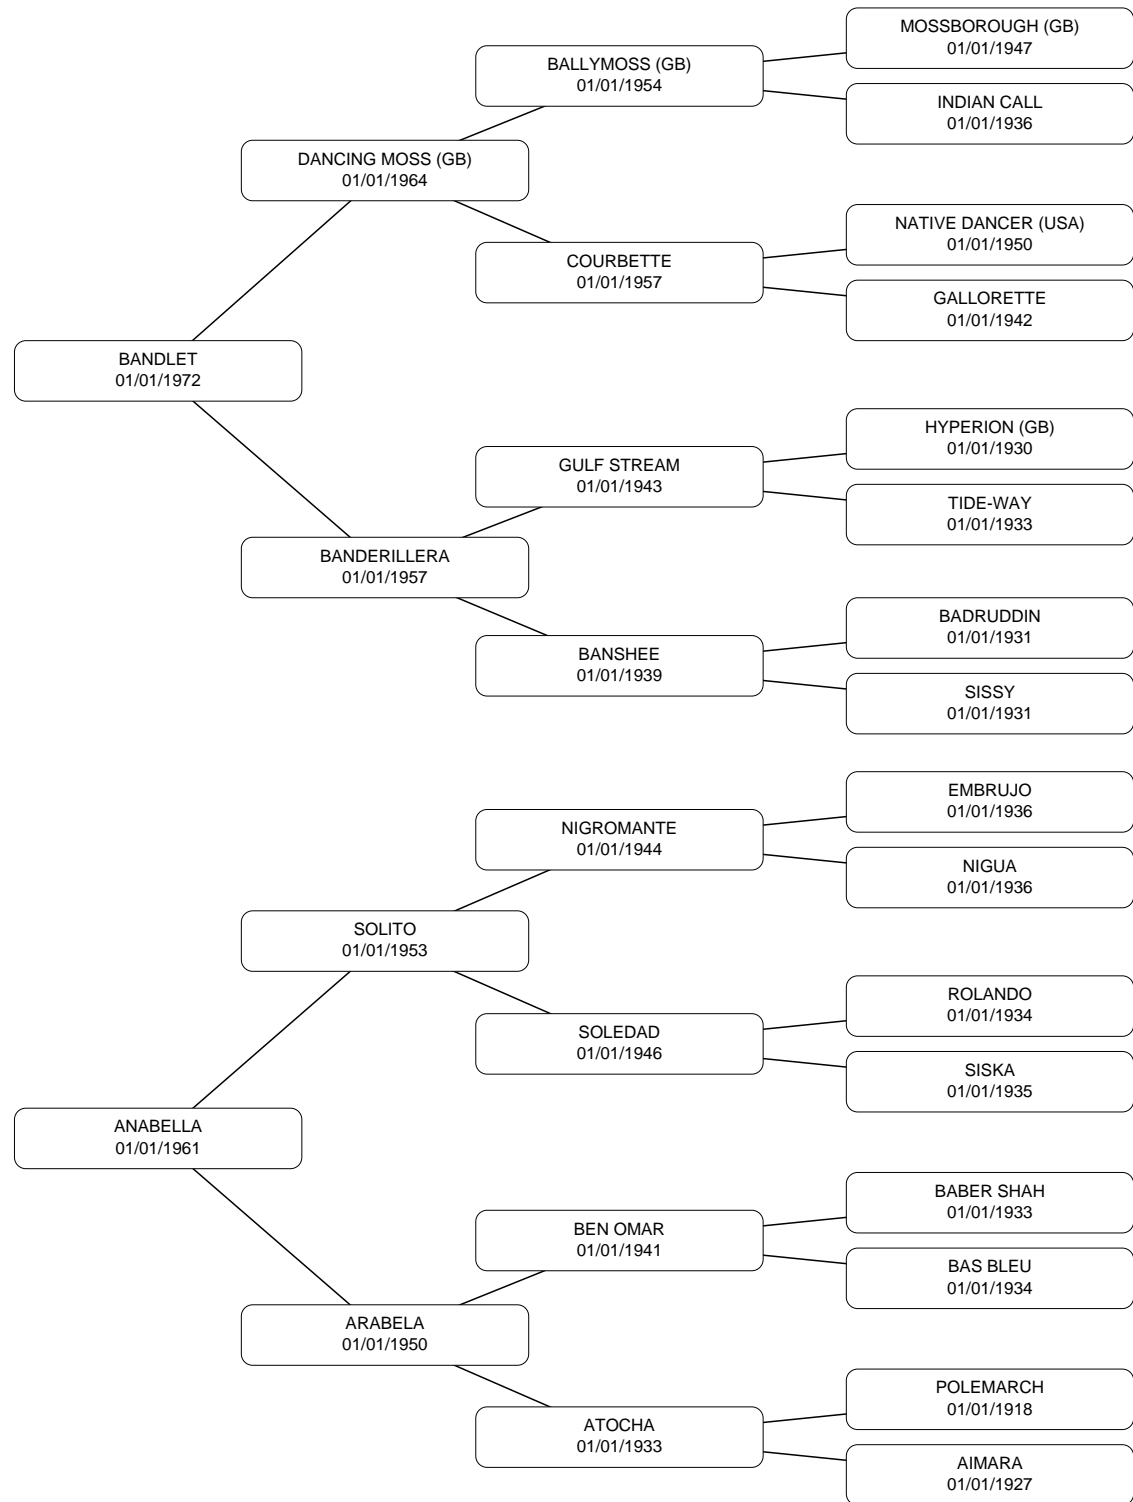 MOSSBOROUGH (GB)
01/01/1947
BALLYMOSS (GB)
01/01/1954
INDIAN CALL
01/01/1936
DANCING MOSS (GB)
01/01/1964
NATIVE DANCER (USA)
01/01/1950
COURBETTE
01/01/1957
GALLORETTE
01/01/1942
BANDLET
01/01/1972
HYPERION (GB)
01/01/1930
GULF STREAM
01/01/1943
TIDE-WAY
01/01/1933
BANDERILLERA
01/01/1957
BADRUDDIN
01/01/1931
BANSHEE
01/01/1939
SISSY
01/01/1931
EMBRUJO
01/01/1936
NIGROMANTE
01/01/1944
NIGUA
01/01/1936
SOLITO
01/01/1953
ROLANDO
01/01/1934
SOLEDAD
01/01/1946
SISKA
01/01/1935
ANABELLA
01/01/1961
BABER SHAH
01/01/1933
BEN OMAR
01/01/1941
BAS BLEU
01/01/1934
ARABELA
01/01/1950
POLEMARCH
01/01/1918
ATOCHA
01/01/1933
AIMARA
01/01/1927